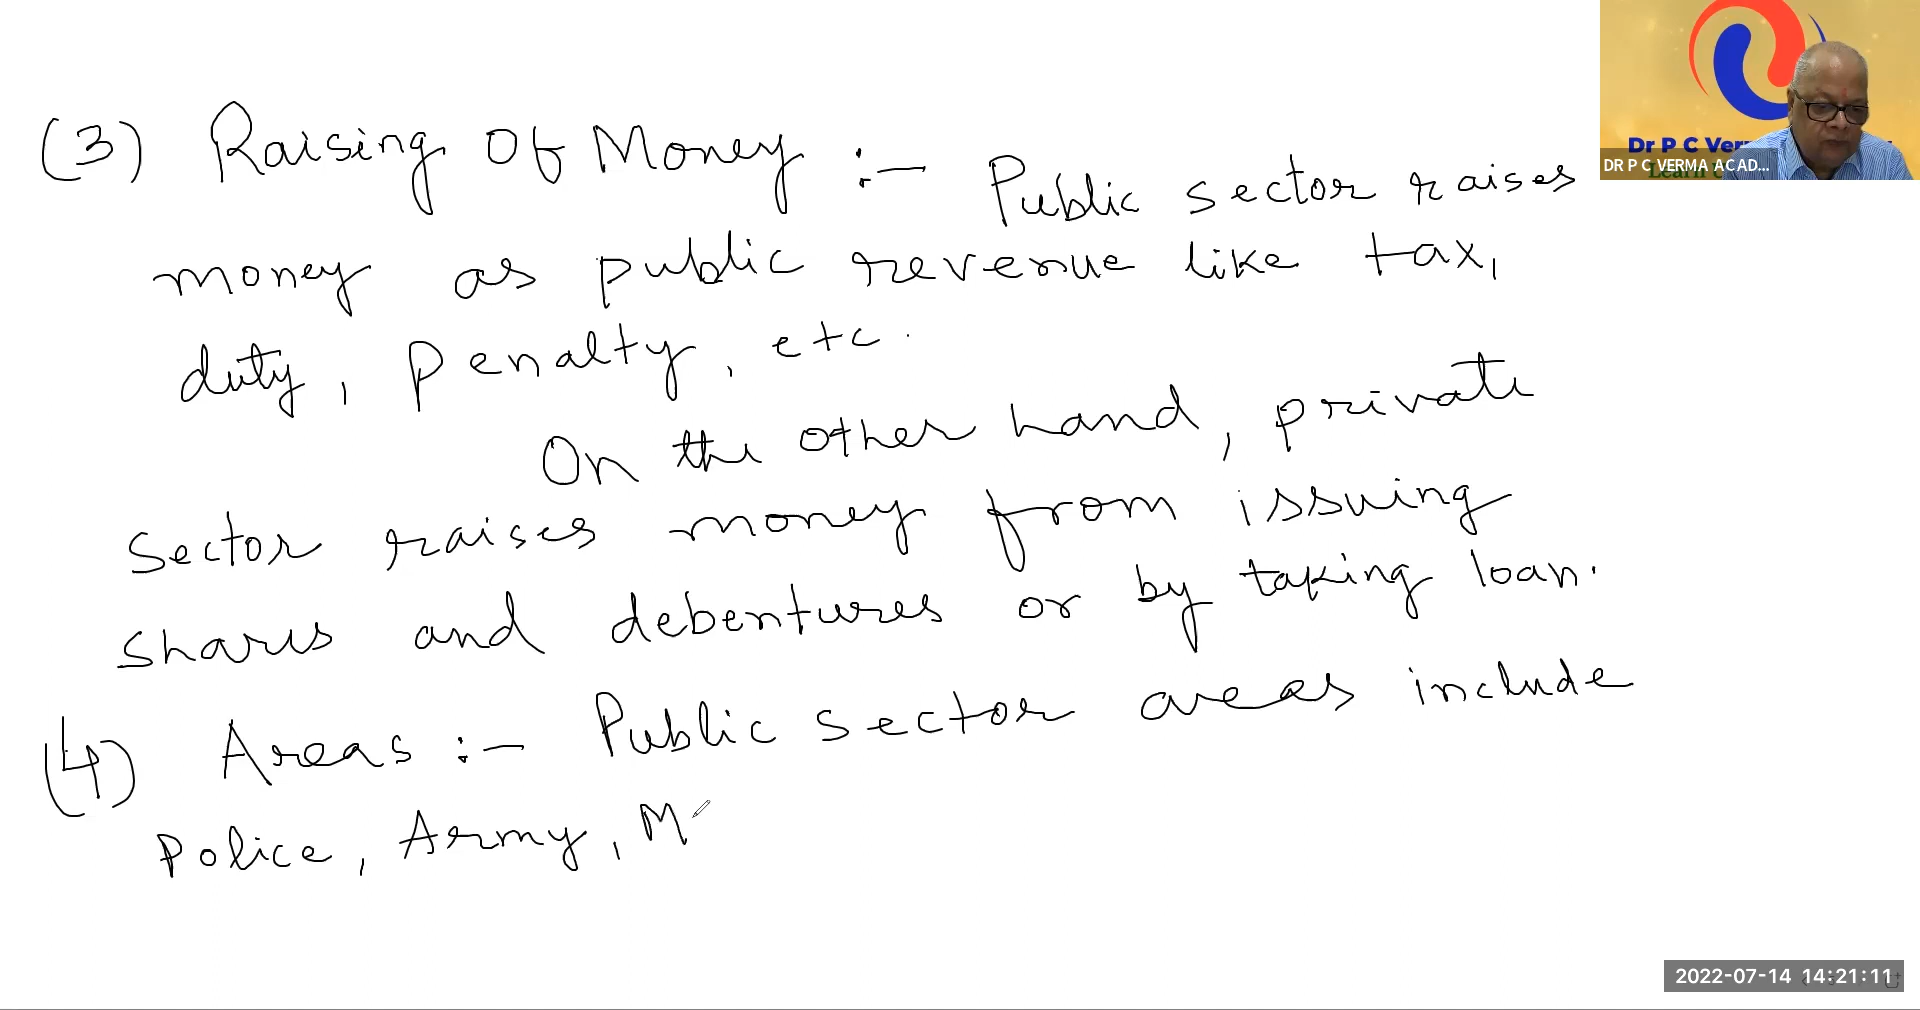 (3) Raising Of Money :- Public sector raises
money as public revenue like tax,
duty, Penalty, etc.
On the other hand, private
Sector raises money from issuing
shares and debentures or by taking loan.
(4) Areas :- Public sector areas include
Police, Army, M
Dr P C Ver
DR P C VERMA ACAD...
2022-07-14 14:21:11